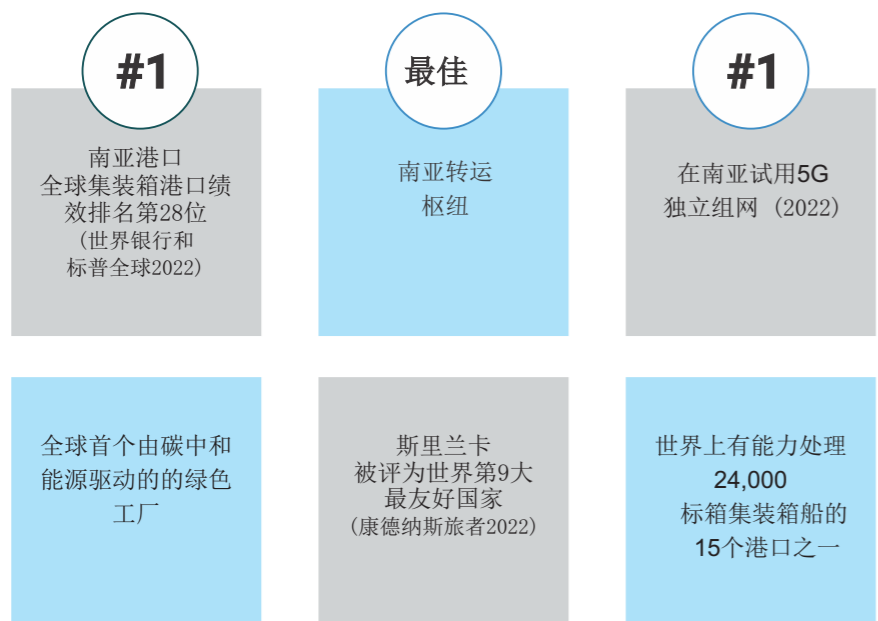 #1
南亚港口
全球集装箱港口绩
效排名第28位
(世界银行和
标普全球2022)
最佳
南亚转运
枢纽
#1
在南亚试用5G
独立组网 (2022)
全球首个由碳中和
能源驱动的的绿色
工厂
斯里兰卡
被评为世界第9大
最友好国家
(康德纳斯旅者2022)
世界上有能力处理
24,000
标箱集装箱船的
15个港口之一